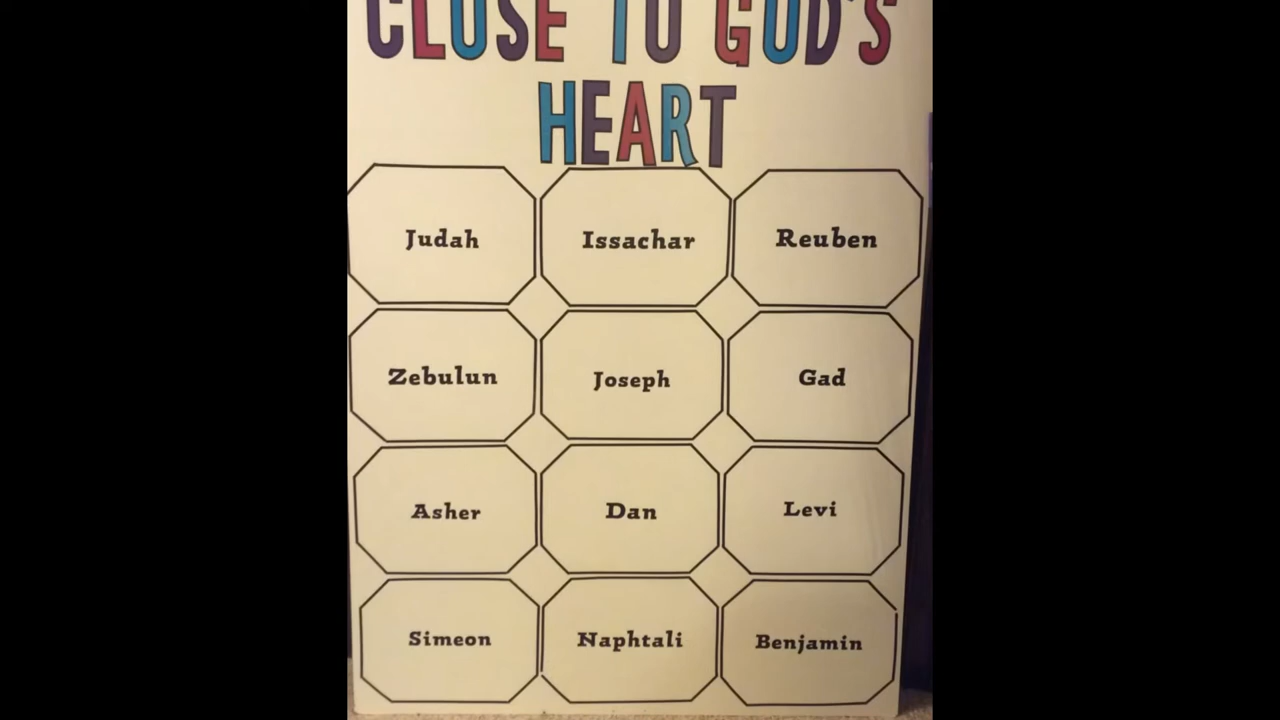 CLOSE TO GOD'S
HEART
Judah Issachar Reuben
Zebulun Joseph Gad
Asher Dan Levi
Simeon Naphtali Benjamin